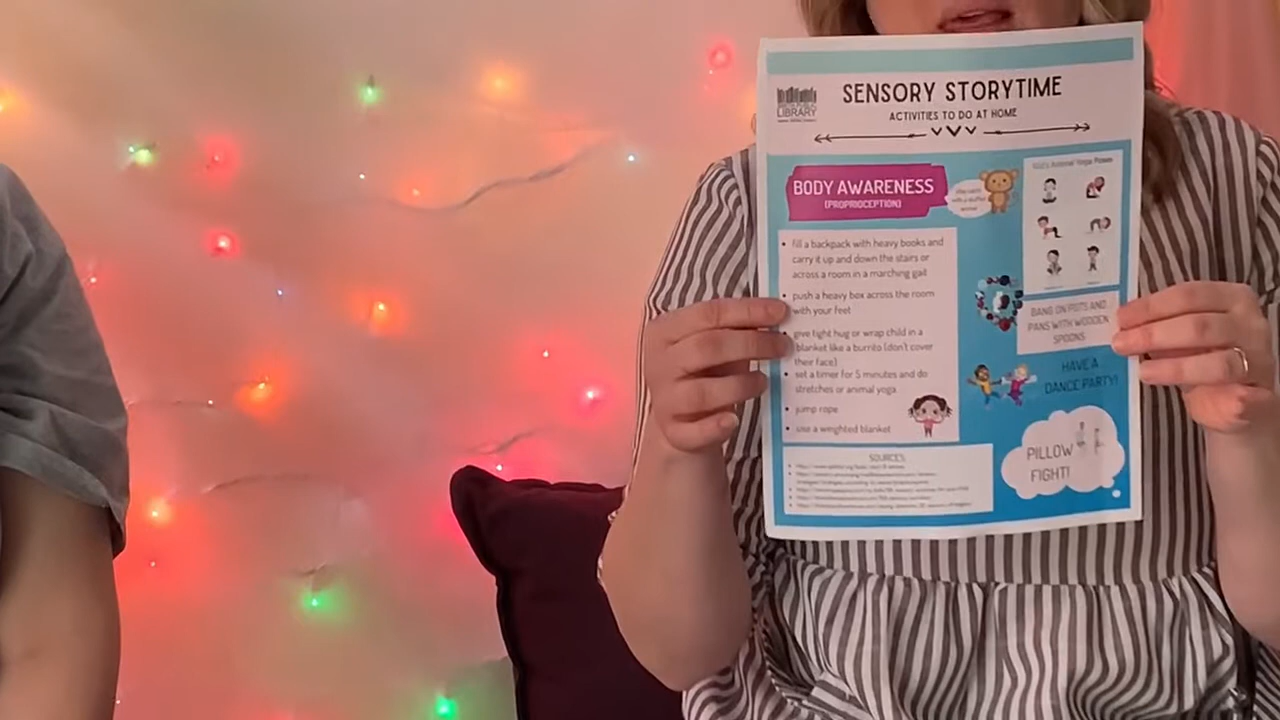 SENSORY STORYTIME
LIBRARY
ACTIVITIES TO DO AT HOME
BODY AWARENESS
(PROPRIOCEPTION)
Kid's Animal Yoga Poses
• fill a backpack with heavy books and
carry it up and down the stairs or
across a room in a marching gait
• push a heavy box across the room
with your feet
• give tight hug or wrap child in a
blanket like a burrito (don't cover
their face)
• set a timer for 5 minutes and do
stretches or animal yoga
• jump rope
• use a weighted blanket
BANG ON POTS AND
PANS WITH WOODEN
SPOONS
HAVE A
DANCE PARTY!
PILLOW
FIGHT!
SOURCES: